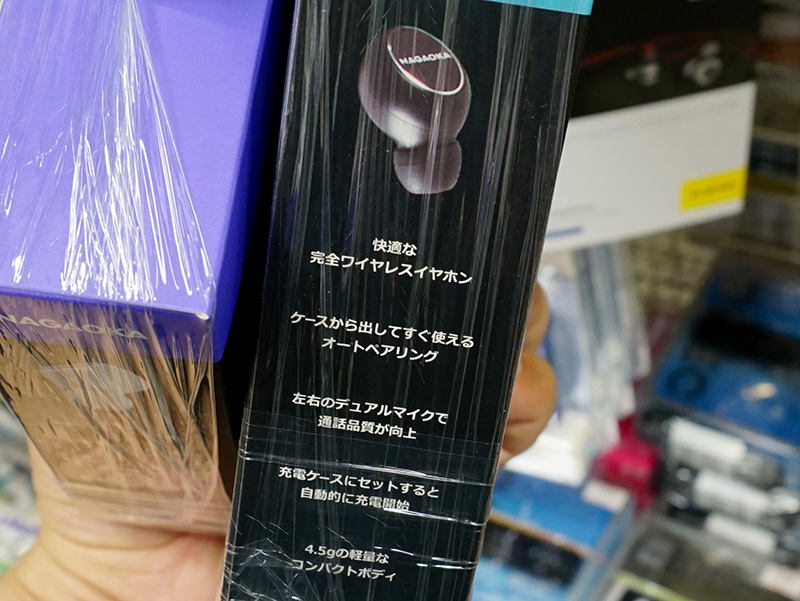 NAGAOKA
快適な
完全ワイヤレスイヤホン
ケースから出してすぐ使える
オートペアリング
左右のデュアルマイクで
通話品質が向上
充電ケースにセットすると
自動的に充電開始
4.5gの軽量な
コンパクトボディ
NAGAOKA